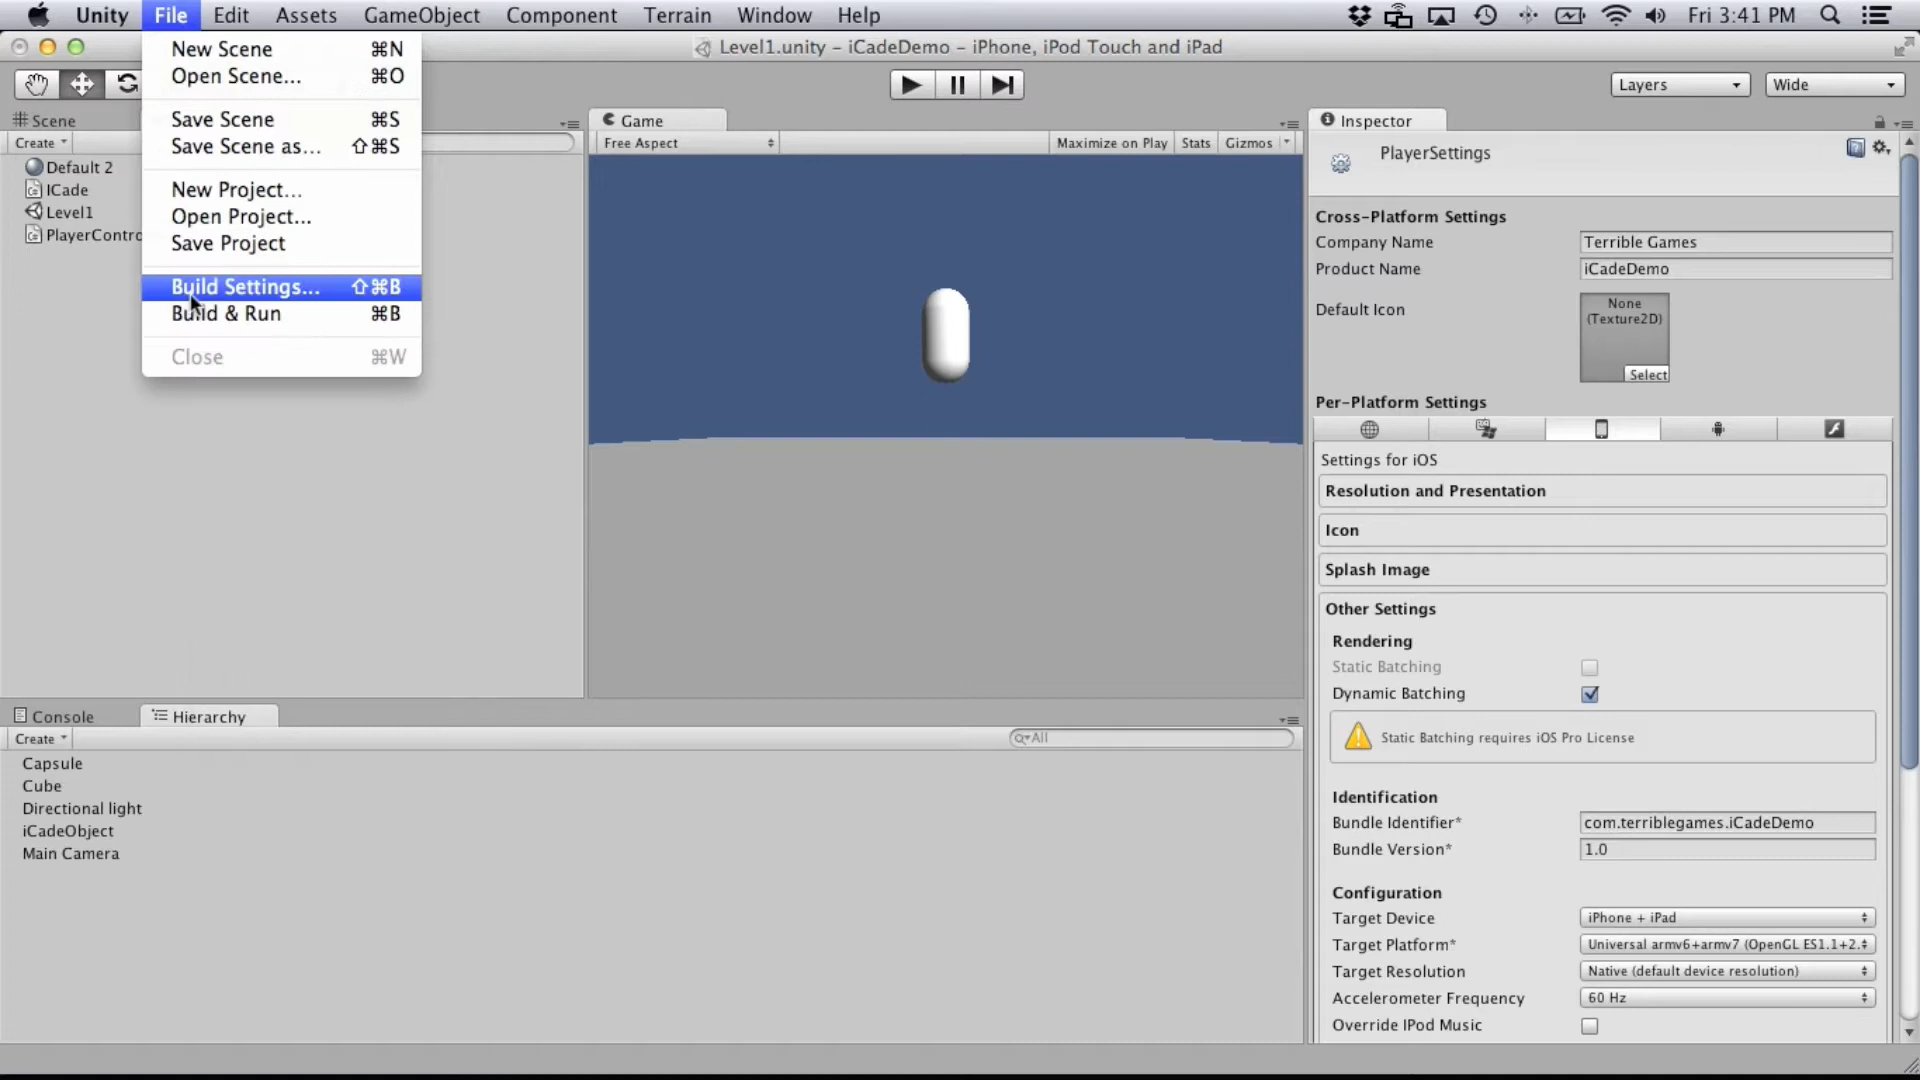 Unity File Edit Assets GameObject Component Terrain Window Help Fri 3:41 PM
Level1.unity – iCadeDemo – iPhone, iPod Touch and iPad
Layers Wide
New Scene ⌘N
Open Scene... ⌘O
Save Scene ⌘S
Save Scene as... ⇧⌘S
New Project...
Open Project...
Save Project
Build Settings... ⇧⌘B
Build & Run ⌘B
Close ⌘W
Scene
Create
Default 2
ICade
Level1
PlayerContro
Game
Free Aspect Maximize on Play Stats Gizmos
Console Hierarchy
Create All
Capsule
Cube
Directional light
iCadeObject
Main Camera
Inspector
PlayerSettings
Cross-Platform Settings
Company Name Terrible Games
Product Name iCadeDemo
Default Icon
None
(Texture2D)
Select
Per-Platform Settings
Settings for iOS
Resolution and Presentation
Icon
Splash Image
Other Settings
Rendering
Static Batching
Dynamic Batching
Static Batching requires iOS Pro License
Identification
Bundle Identifier* com.terriblegames.iCadeDemo
Bundle Version* 1.0
Configuration
Target Device iPhone + iPad
Target Platform* Universal armv6+armv7 (OpenGL ES1.1+2.
Target Resolution Native (default device resolution)
Accelerometer Frequency 60 Hz
Override IPod Music